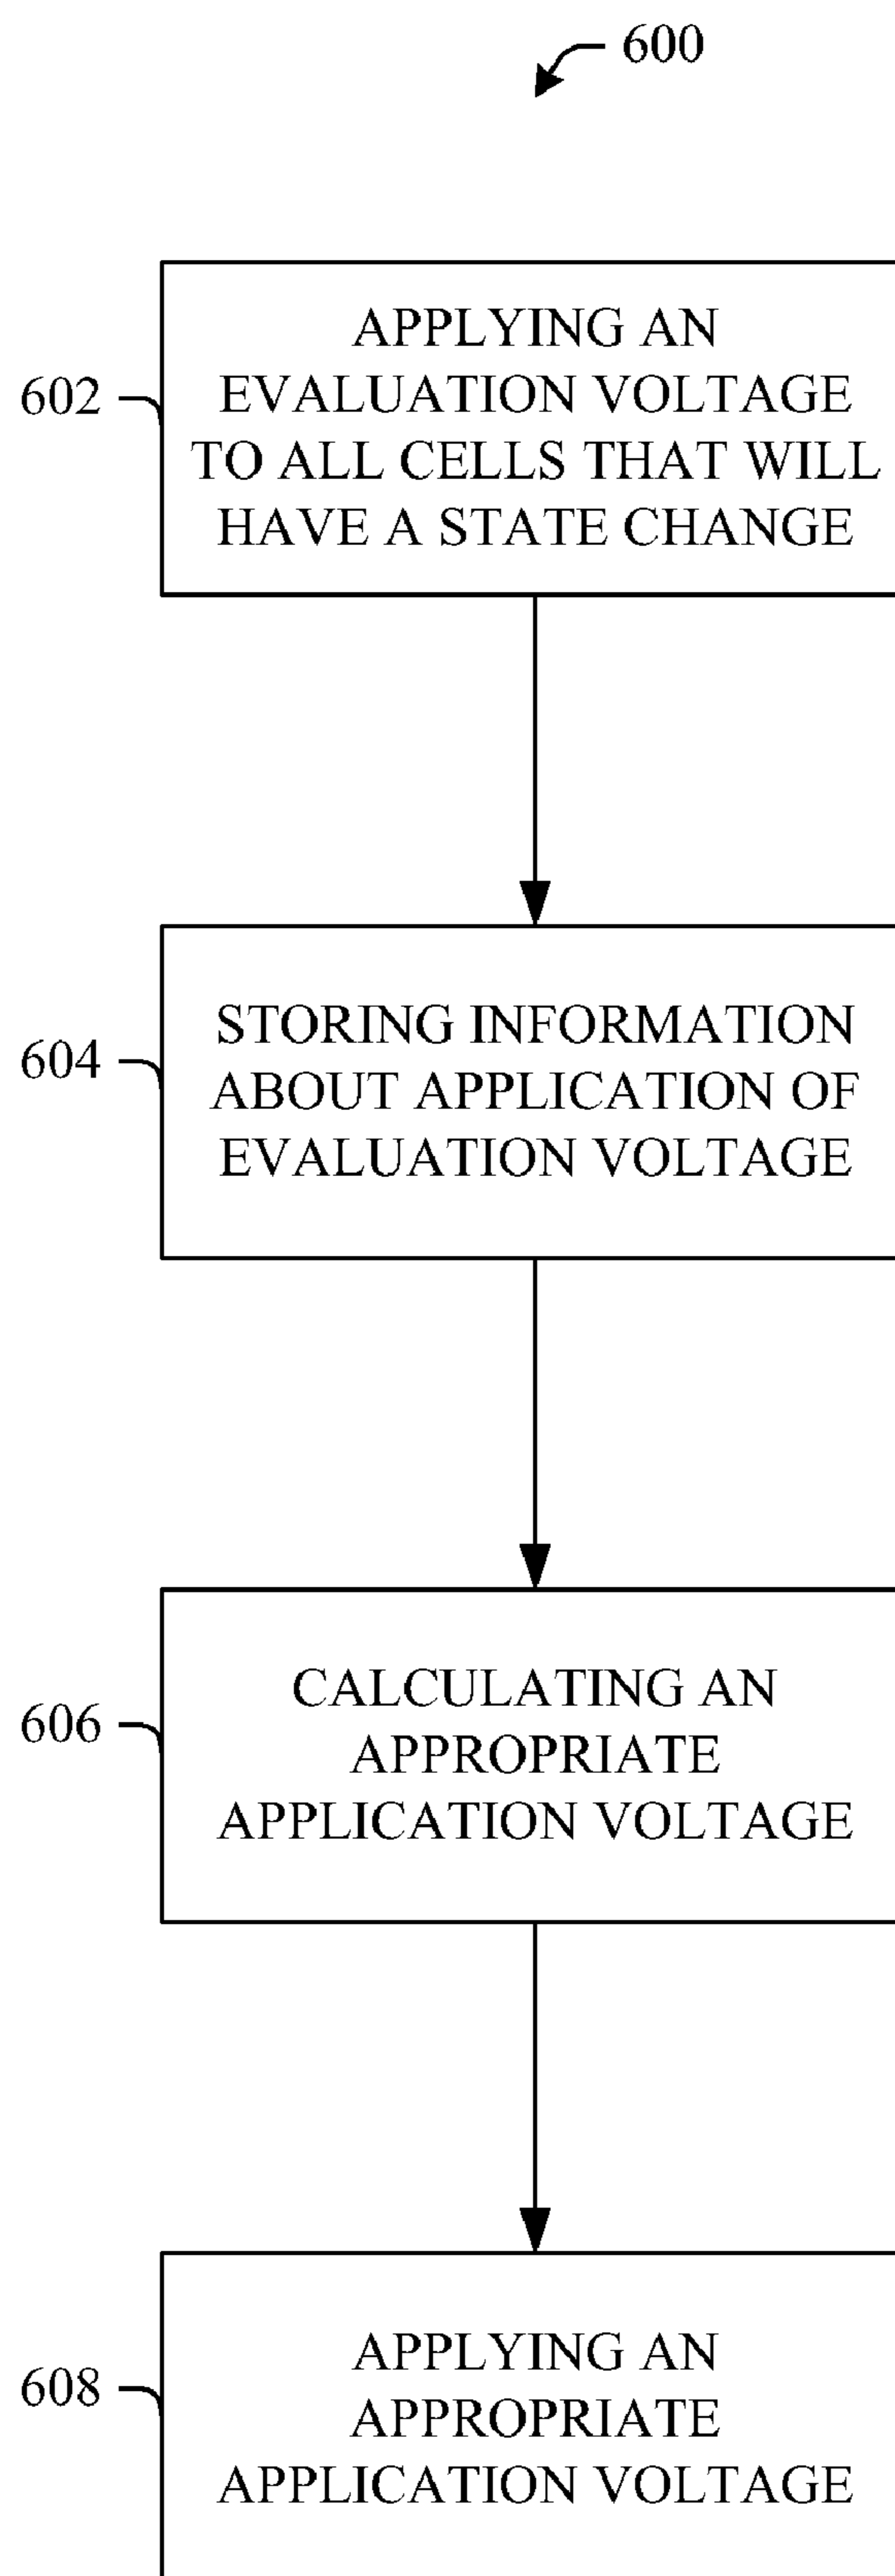 600
602
APPLYING AN
EVALUATION VOLTAGE
TO ALL CELLS THAT WILL
HAVE A STATE CHANGE
604
STORING INFORMATION
ABOUT APPLICATION OF
EVALUATION VOLTAGE
606
CALCULATING AN
APPROPRIATE
APPLICATION VOLTAGE
608
APPLYING AN
APPROPRIATE
APPLICATION VOLTAGE